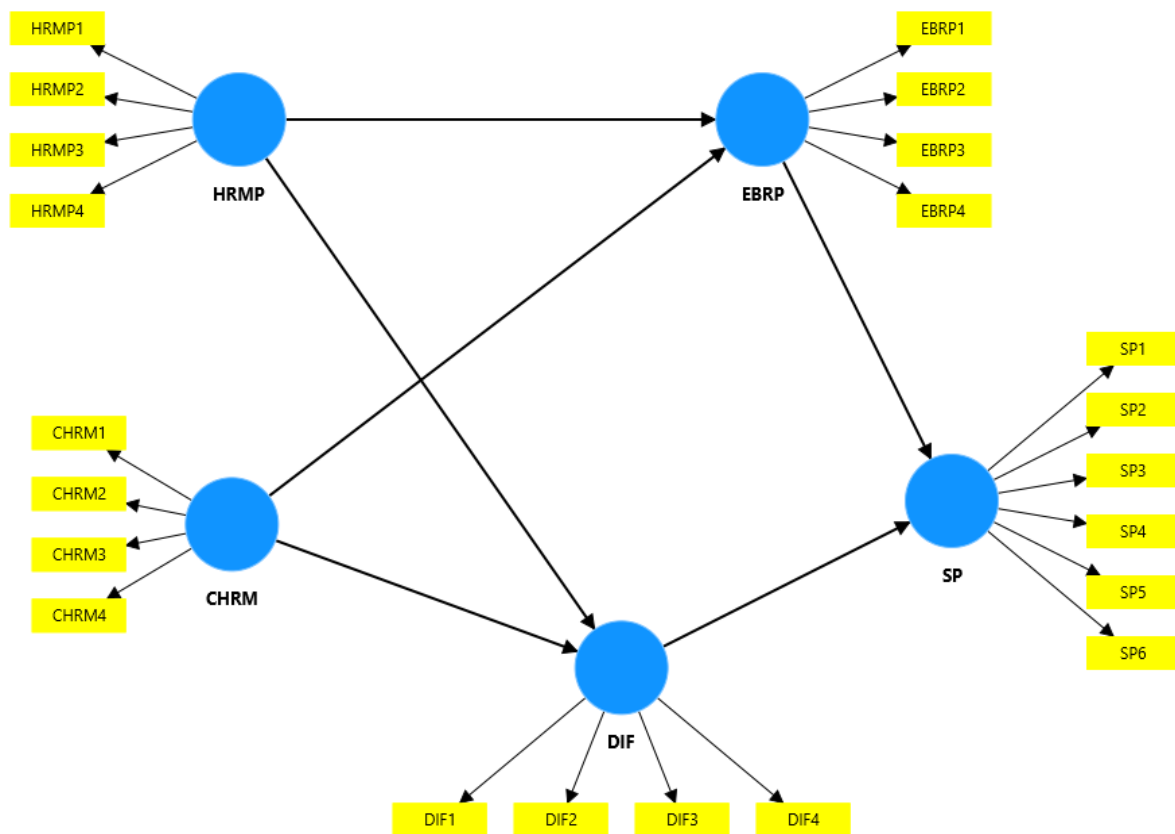 HRMP1
HRMP2
HRMP3
HRMP4
HRMP
EBRP1
EBRP2
EBRP3
EBRP4
EBRP
CHRM1
CHRM2
CHRM3
CHRM4
CHRM
SP1
SP2
SP3
SP4
SP5
SP6
SP
DIF
DIF1
DIF2
DIF3
DIF4